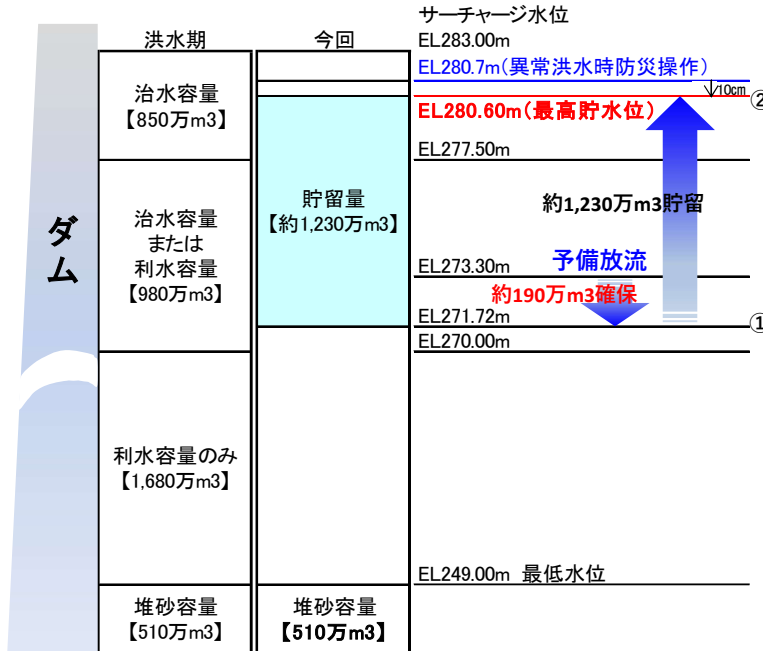 サーチャージ水位
洪水期
今回
EL283.00m
EL280.7m(異常洪水時防災操作)
10cm
②
EL280.60m(最高貯水位)
治水容量
【850万m3】
EL277.50m
貯留量
【約1,230万m3】
約1,230万m3貯留
ダム
治水容量
または
利水容量
【980万m3】
EL273.30m
予備放流
約190万m3確保
EL271.72m
①
EL270.00m
利水容量のみ
【1,680万m3】
EL249.00m 最低水位
堆砂容量
【510万m3】
堆砂容量
【510万m3】